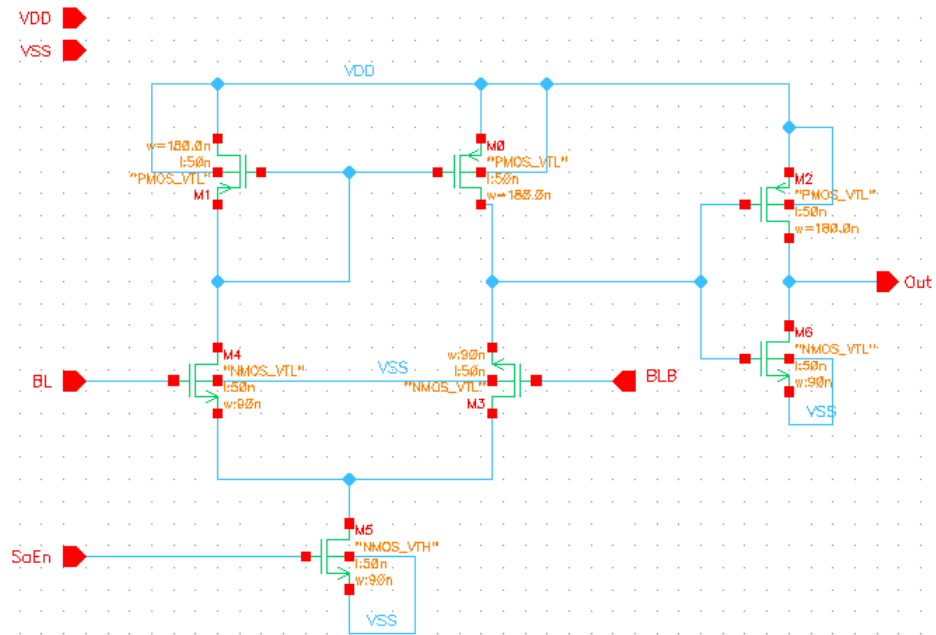 VDD
VSS
VDD
w=180.0n
l:50n
"PMOS_VTL"
M1
M0
"PMOS_VTL"
l:50n
w=180.0n
M2
"PMOS_VTL"
l:50n
w=180.0n
Out
M4
"NMOS_VTL"
l:50n
w:90n
BL
VSS
w:90n
l:50n
"NMOS_VTL"
M3
BLB
M6
"NMOS_VTL"
l:50n
w:90n
VSS
SaEn
M5
"NMOS_VTH"
l:50n
w:90n
VSS